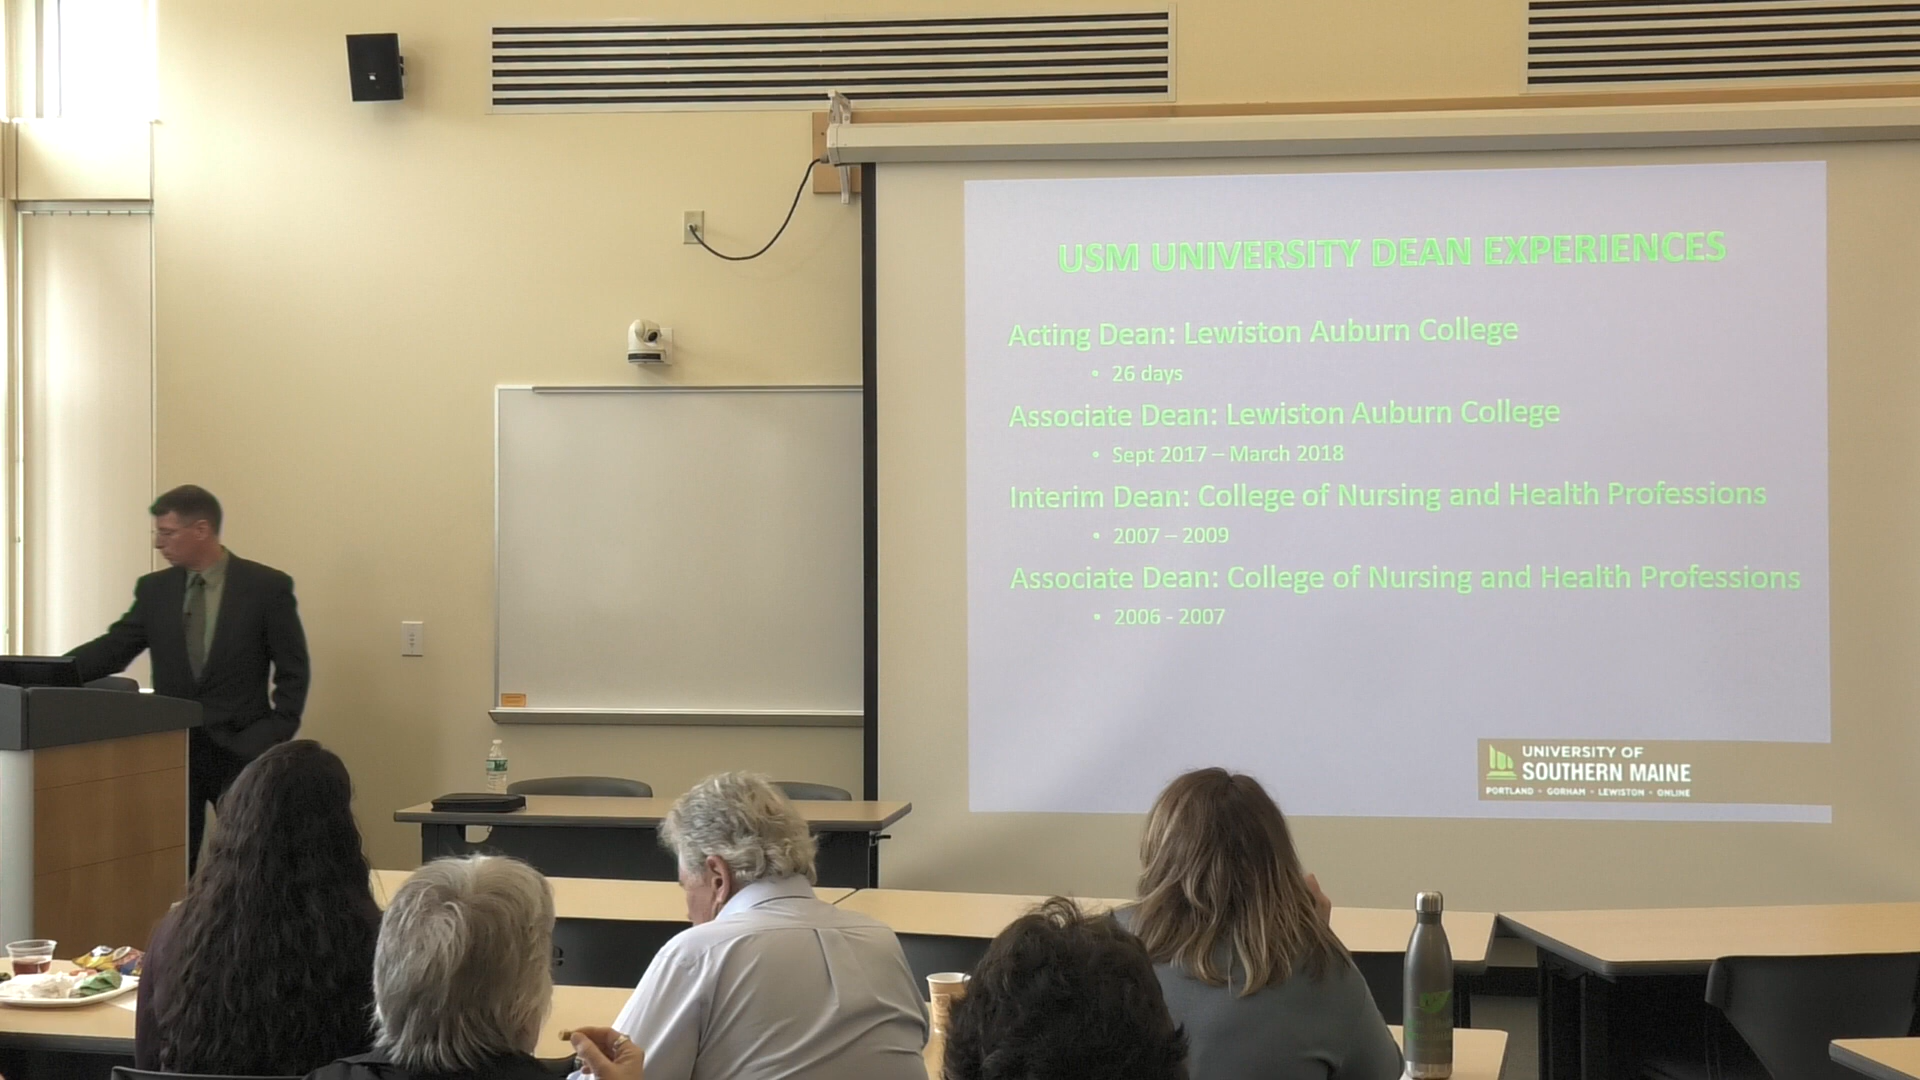 USM UNIVERSITY DEAN EXPERIENCES
Acting Dean: Lewiston Auburn College
• 26 days
Associate Dean: Lewiston Auburn College
• Sept 2017 – March 2018
Interim Dean: College of Nursing and Health Professions
• 2007 – 2009
Associate Dean: College of Nursing and Health Professions
• 2006 - 2007
UNIVERSITY OF
SOUTHERN MAINE
PORTLAND • GORHAM • LEWISTON • ONLINE